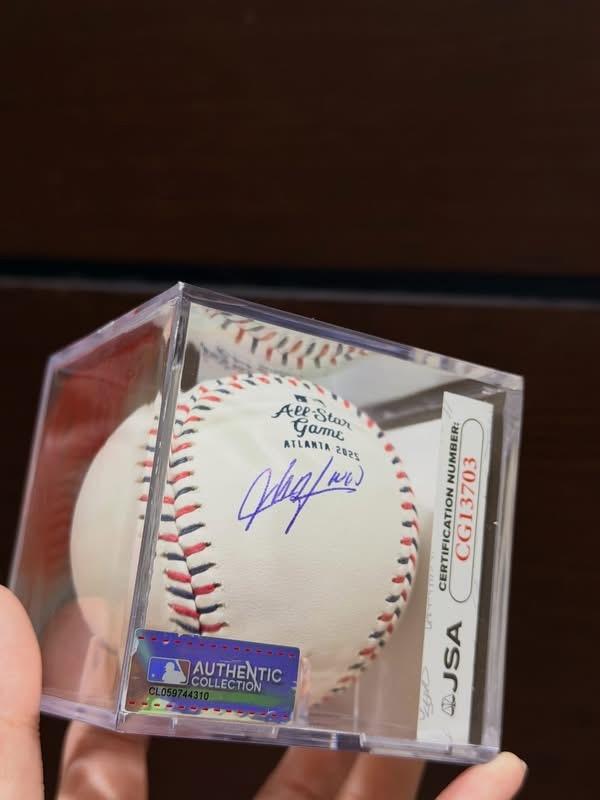 All-Star
Game
ATLANTA 2025
AUTHENTIC
COLLECTION
CL059744310
CERTIFICATION NUMBER:
CG13703
JSA